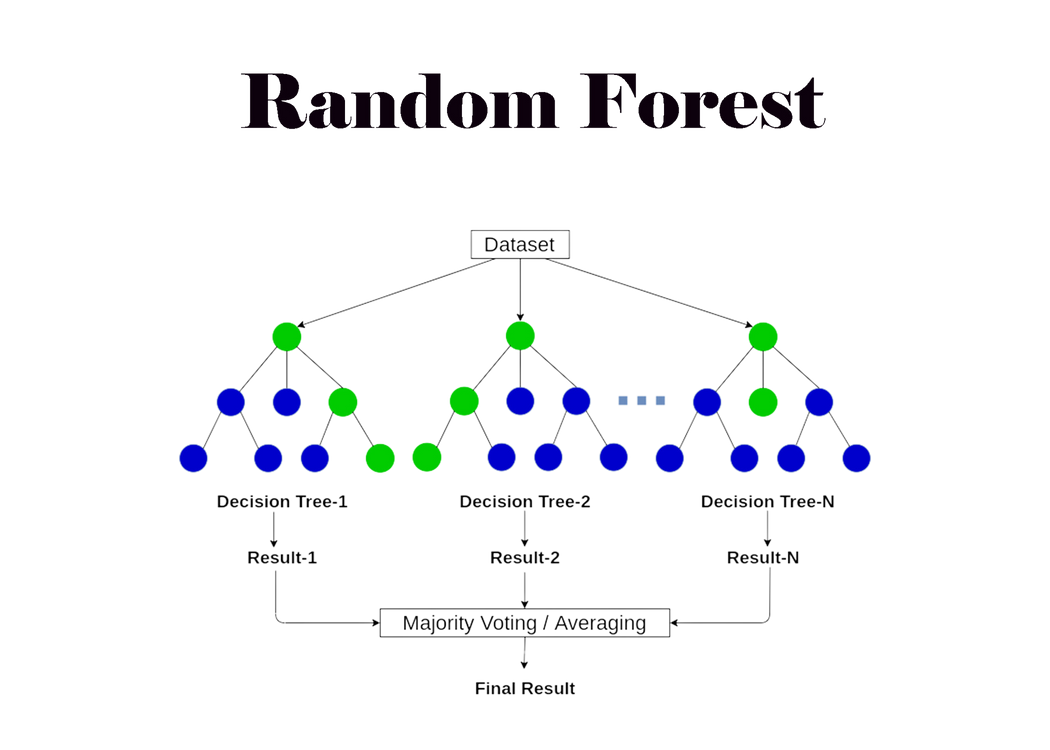 Random Forest
Dataset
Decision Tree-1
Decision Tree-2
Decision Tree-N
Result-1
Result-2
Result-N
Majority Voting / Averaging
Final Result